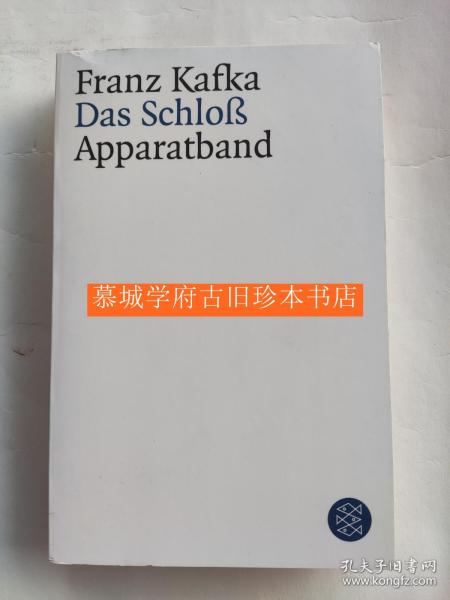 Franz Kafka
Das Schloß
Apparatband
慕城学府古旧珍本书店
孔夫子旧书网
www.kongfz.com